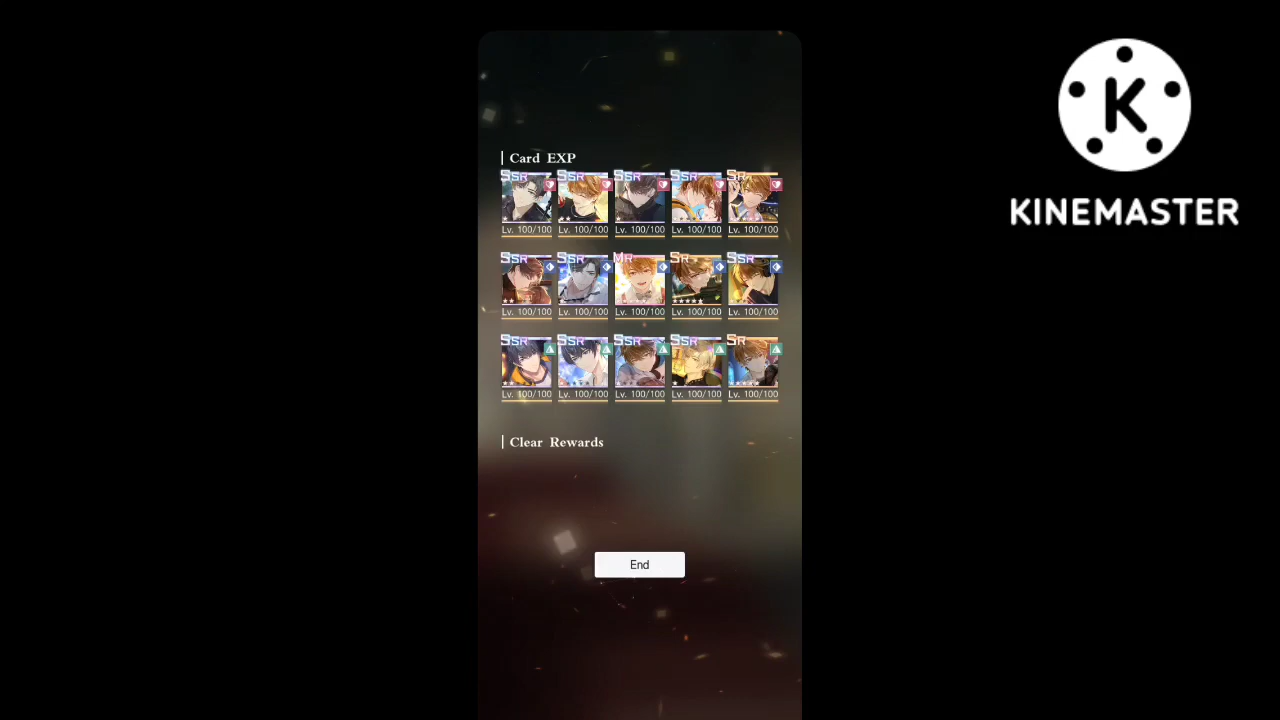 KINEMASTER
Card EXP
SSR SSR SSR SSR SR
Lv. 100/100 Lv. 100/100 Lv. 100/100 Lv. 100/100 Lv. 100/100
SSR SSR MR SR SSR
Lv. 100/100 Lv. 100/100 Lv. 100/100 Lv. 100/100 Lv. 100/100
SSR SSR SSR SSR SR
Lv. 100/100 Lv. 100/100 Lv. 100/100 Lv. 100/100 Lv. 100/100
Clear Rewards
End